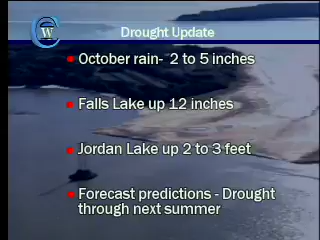 W
Drought Update
October rain- 2 to 5 inches
Falls Lake up 12 inches
Jordan Lake up 2 to 3 feet
Forecast predictions - Drought
through next summer